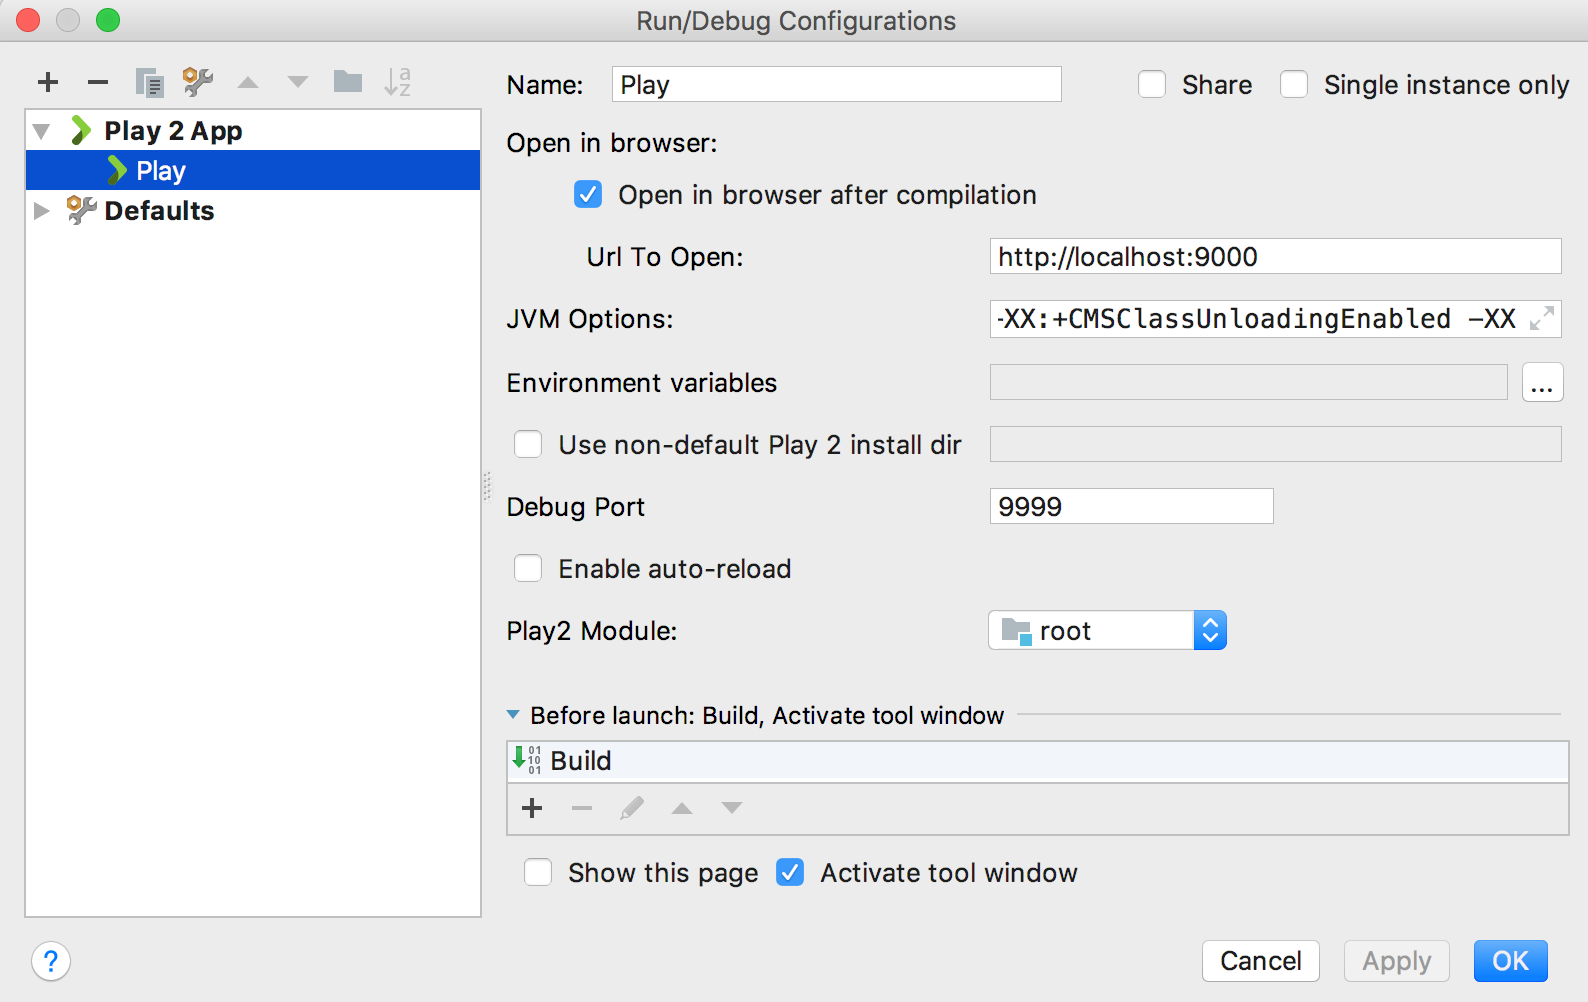 Run/Debug Configurations
Name: Play Share Single instance only
Play 2 App
Play
Defaults
Open in browser:
Open in browser after compilation
Url To Open: http://localhost:9000
JVM Options: -XX:+CMSClassUnloadingEnabled –XX
Environment variables ...
Use non-default Play 2 install dir
Debug Port 9999
Enable auto-reload
Play2 Module: root
Before launch: Build, Activate tool window
Build
Show this page Activate tool window
? Cancel Apply OK